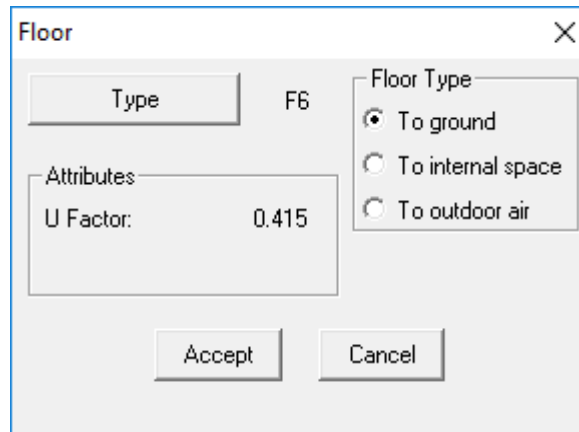 Floor
Type
F6
Floor Type
To ground
To internal space
To outdoor air
Attributes
U Factor: 0.415
Accept
Cancel